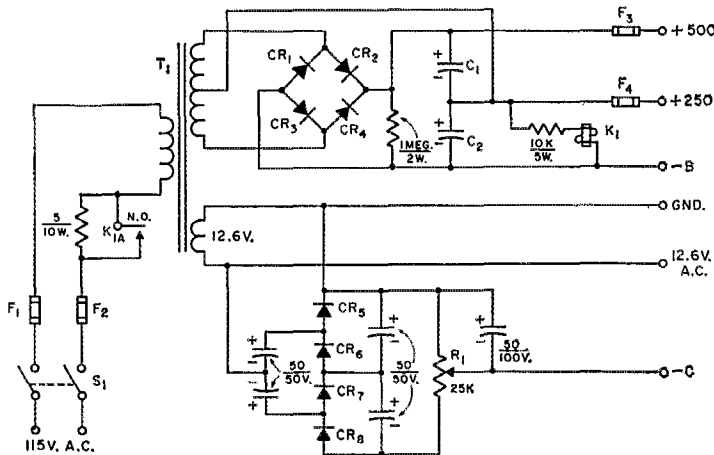 F3
+500
T1
CR1
CR2
+
C1
-
F4
+250
CR3
CR4
+
C2
-
1 MEG.
2W.
10K
5W.
K1
-B
GND.
5
10W.
N.O.
K1A
12.6V.
12.6V.
A.C.
F1
F2
CR5
+
-
50
100V.
+
-
50
50V.
CR6
+
-
50
50V.
R1
25K
-C
-
+
CR7
+
-
CR8
S1
115V. A.C.